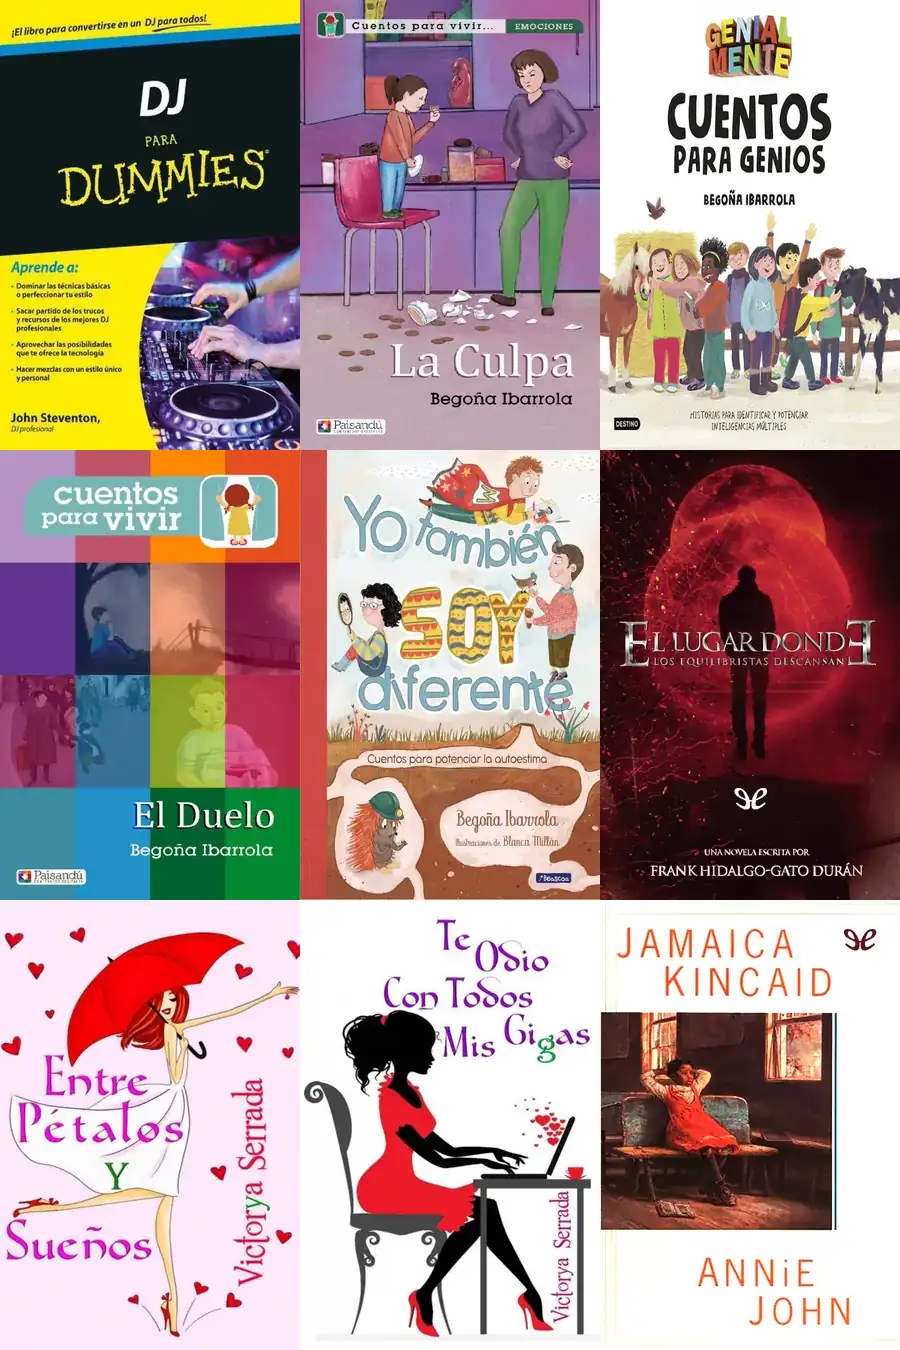 ¡El libro para convertirse en un DJ para todos!
DJ
PARA
DUMMIES
Aprende a:
• Dominar las técnicas básicas
o perfeccionar tu estilo
• Sacar partido de los trucos
y recursos de los mejores DJ
profesionales
• Aprovechar las posibilidades
que te ofrece la tecnología
• Hacer mezclas con un estilo único
y personal
John Steventon,
DJ profesional
Cuentos para vivir...
EMOCIONES
La Culpa
Begoña Ibarrola
Paisandú
GENIAL
MENTE
CUENTOS
PARA GENIOS
BEGOÑA IBARROLA
HISTORIAS PARA IDENTIFICAR Y POTENCIAR
INTELIGENCIAS MÚLTIPLES
DESTINO
cuentos
para vivir
El Duelo
Begoña Ibarrola
Paisandú
Yo también
SOY
diferente
Cuentos para potenciar la autoestima
Begoña Ibarrola
Ilustraciones de Blanca Millán
Beascoa
EL LUGAR DONDE
LOS EQUILIBRISTAS DESCANSAN
UNA NOVELA ESCRITA POR
FRANK HIDALGO-GATO DURÁN
Entre
Pétalos
Y
Sueños
Victorya Serrada
Te Odio
Con Todos
Mis Gigas
Victorya Serrada
JAMAICA
KINCAID
ANNiE
JOHN